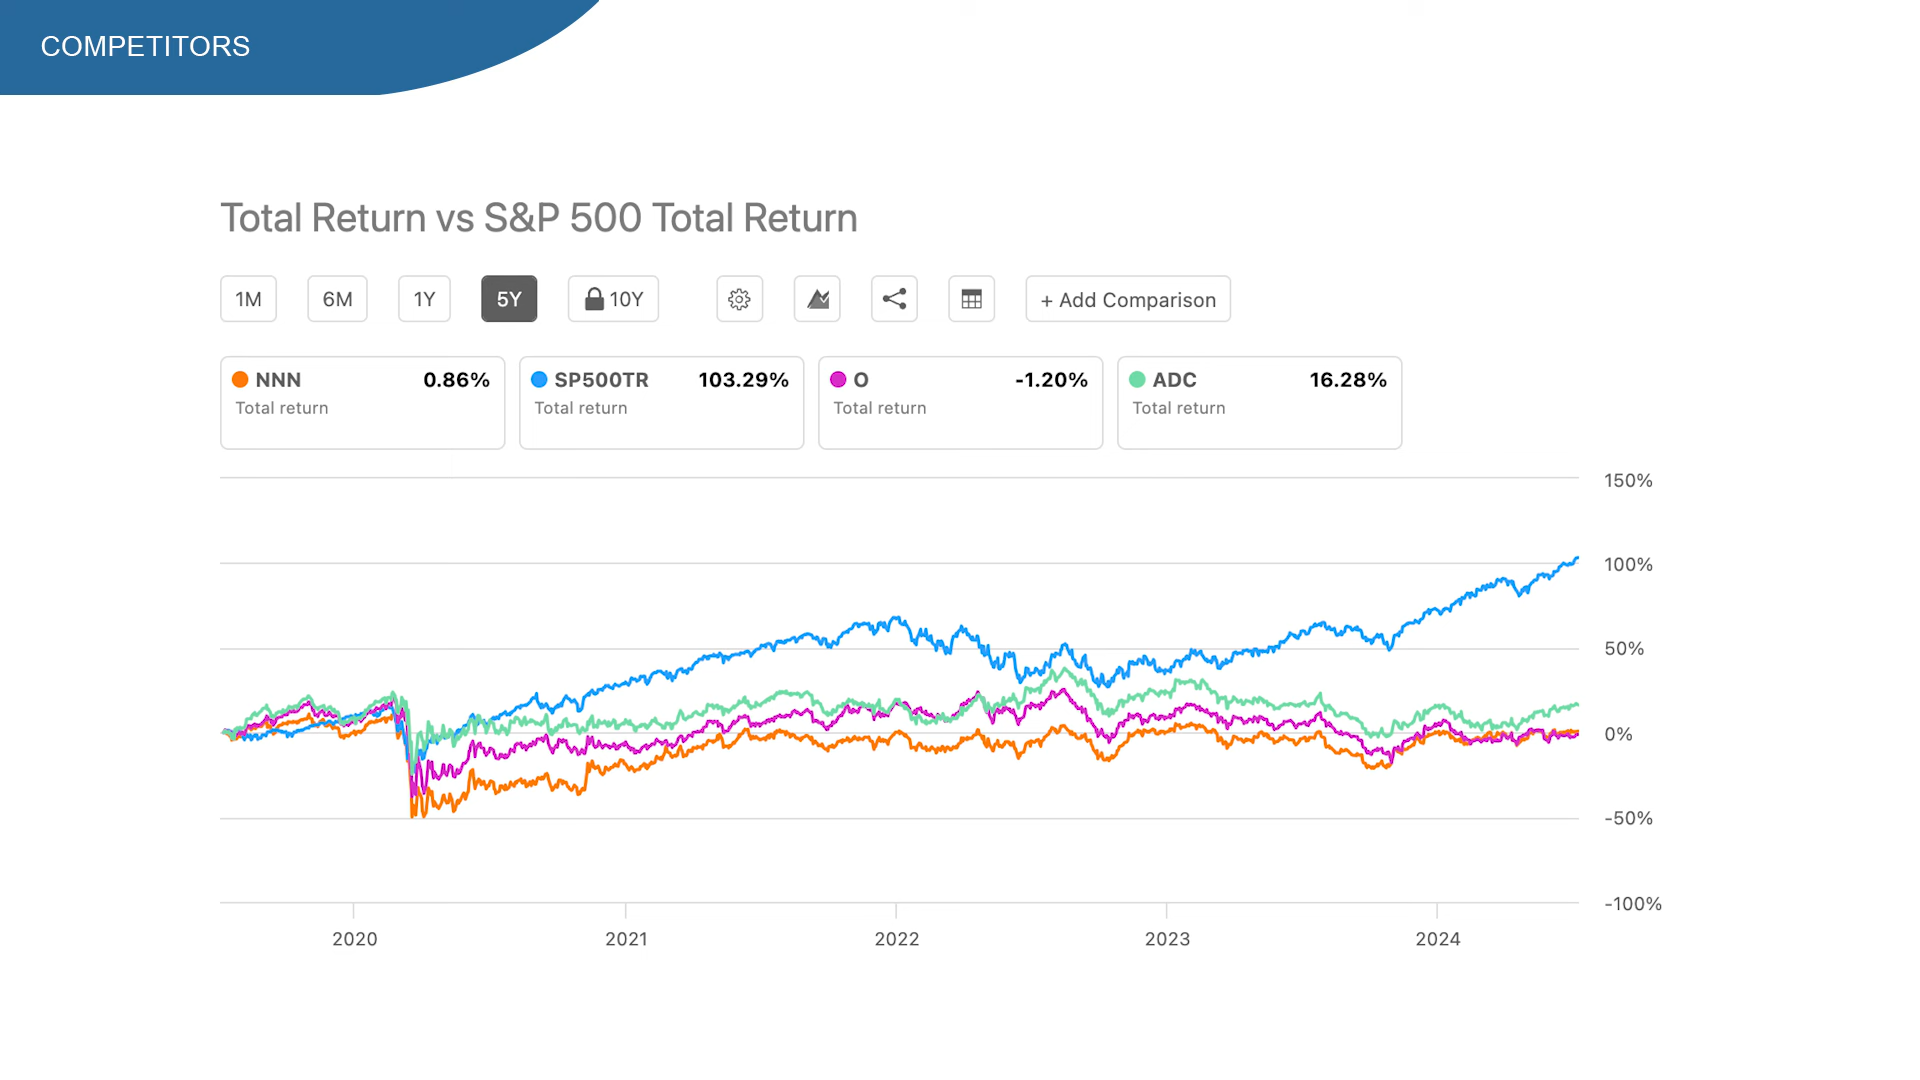 COMPETITORS
Total Return vs S&P 500 Total Return
1M 6M 1Y 5Y 10Y + Add Comparison
NNN 0.86% SP500TR 103.29% O -1.20% ADC 16.28%
Total return Total return Total return Total return
150%
100%
50%
0%
-50%
-100%
2020 2021 2022 2023 2024